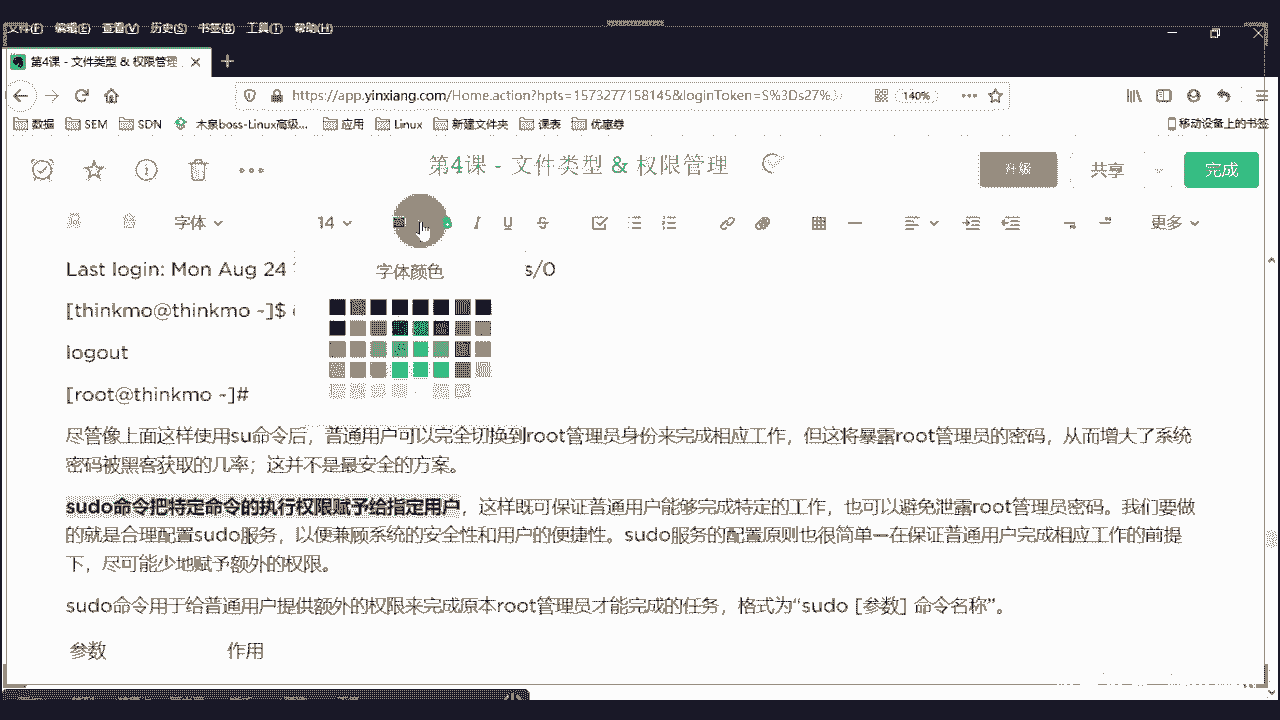 文件(F) 编辑(E) 查看(V) 历史(S) 书签(B) 工具(T) 帮助(H)
第4课 - 文件类型 & 权限管理
https://app.yinxiang.com/Home.action?hpts=1573277158145&loginToken=S%3Ds27%
140%
数据 SEM SDN 木泉boss-Linux高级... 应用 Linux 新建文件夹 课表 优惠券 移动设备上的书签
第4课 - 文件类型 & 权限管理
升级 共享 完成
字体 14 B I U S 更多
Last login: Mon Aug 24 s/0
字体颜色
[thinkmo@thinkmo ~]$
logout
[root@thinkmo ~]#
尽管像上面这样使用su命令后，普通用户可以完全切换到root管理员身份来完成相应工作，但这将暴露root管理员的密码，从而增大了系统
密码被黑客获取的几率；这并不是最安全的方案。
sudo命令把特定命令的执行权限赋予给指定用户，这样既可保证普通用户能够完成特定的工作，也可以避免泄露root管理员密码。我们要做
的就是合理配置sudo服务，以便兼顾系统的安全性和用户的便捷性。sudo服务的配置原则也很简单—在保证普通用户完成相应工作的前提
下，尽可能少地赋予额外的权限。
sudo命令用于给普通用户提供额外的权限来完成原本root管理员才能完成的任务，格式为“sudo [参数] 命令名称”。
参数 作用